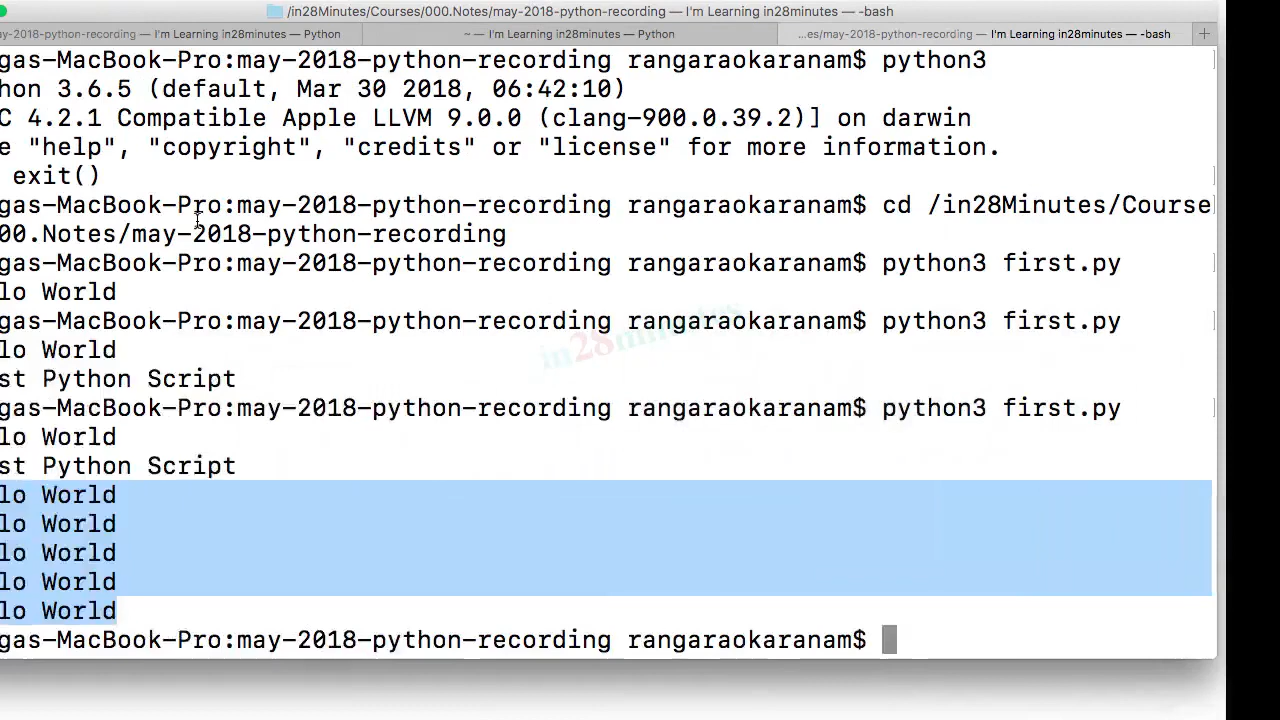 /in28Minutes/Courses/000.Notes/may-2018-python-recording — I'm Learning in28minutes — -bash
ay-2018-python-recording — I'm Learning in28minutes — Python
~ — I'm Learning in28minutes — Python
...es/may-2018-python-recording — I'm Learning in28minutes — -bash
gas-MacBook-Pro:may-2018-python-recording rangaraokaranam$ python3
hon 3.6.5 (default, Mar 30 2018, 06:42:10)
C 4.2.1 Compatible Apple LLVM 9.0.0 (clang-900.0.39.2)] on darwin
e "help", "copyright", "credits" or "license" for more information.
exit()
gas-MacBook-Pro:may-2018-python-recording rangaraokaranam$ cd /in28Minutes/Course
00.Notes/may-2018-python-recording
gas-MacBook-Pro:may-2018-python-recording rangaraokaranam$ python3 first.py
lo World
gas-MacBook-Pro:may-2018-python-recording rangaraokaranam$ python3 first.py
in28minutes
lo World
st Python Script
gas-MacBook-Pro:may-2018-python-recording rangaraokaranam$ python3 first.py
lo World
st Python Script
lo World
lo World
lo World
lo World
lo World
gas-MacBook-Pro:may-2018-python-recording rangaraokaranam$